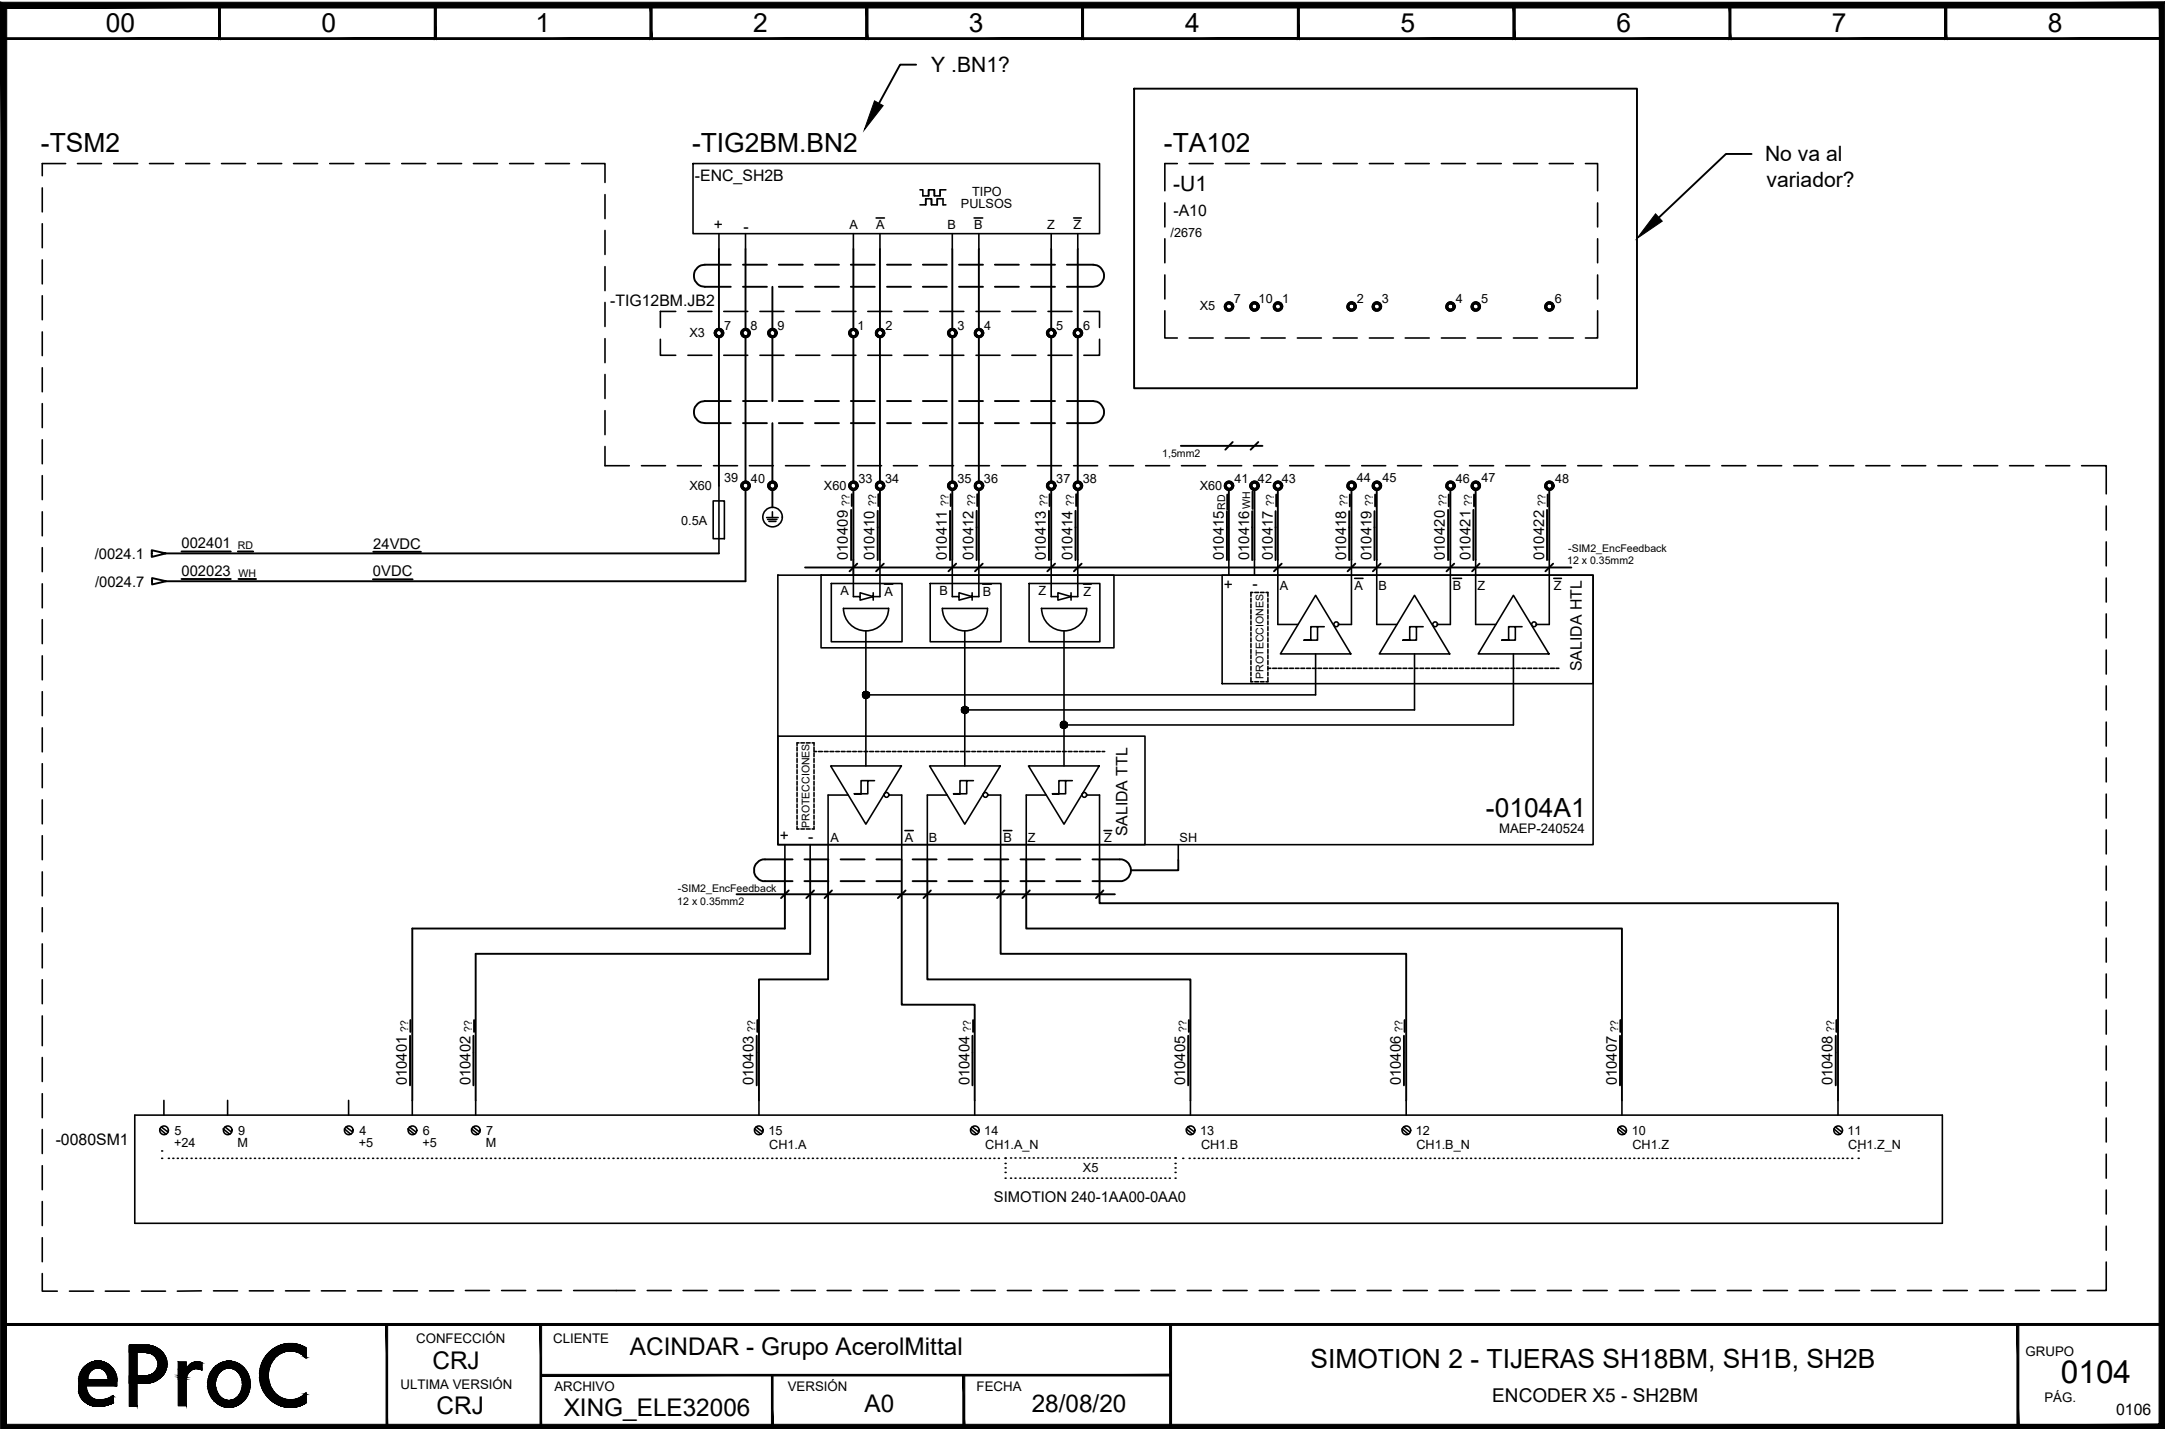 00 0 1 2 3 4 5 6 7 8
Y .BN1?
-TSM2
-TIG2BM.BN2
-TA102
No va al
variador?
-ENC_SH2B
TIPO
PULSOS
+ - A A B B Z Z
-U1
-A10
/2676
X5 7 10 1 2 3 4 5 6
-TIG12BM.JB2
X3 7 8 9 1 2 3 4 5 6
1,5mm2
X60 39 40 X60 33 34 35 36 37 38 X60 41 42 43 44 45 46 47 48
0.5A
010409 ??
010410 ??
010411 ??
010412 ??
010413 ??
010414 ??
010415 RD
010416 WH
010417 ??
010418 ??
010419 ??
010420 ??
010421 ??
010422 ??
/0024.1 002401 RD 24VDC
/0024.7 002023 WH 0VDC
-SIM2_EncFeedback
12 x 0.35mm2
A A B B Z Z
+ - A A B B Z Z
PROTECCIONES
SALIDA HTL
PROTECCIONES
SALIDA TTL
+ - A A B B Z Z SH
-0104A1
MAEP-240524
-SIM2_EncFeedback
12 x 0.35mm2
010401 ??
010402 ??
010403 ??
010404 ??
010405 ??
010406 ??
010407 ??
010408 ??
-0080SM1
5 9 4 6 7 15 14 13 12 10 11
+24 M +5 +5 M CH1.A CH1.A_N CH1.B CH1.B_N CH1.Z CH1.Z_N
X5
SIMOTION 240-1AA00-0AA0
eProC
CONFECCIÓN
CRJ
ULTIMA VERSIÓN
CRJ
CLIENTE ACINDAR - Grupo AcerolMittal
ARCHIVO
XING_ELE32006
VERSIÓN
A0
FECHA
28/08/20
SIMOTION 2 - TIJERAS SH18BM, SH1B, SH2B
ENCODER X5 - SH2BM
GRUPO
0104
PÁG.
0106